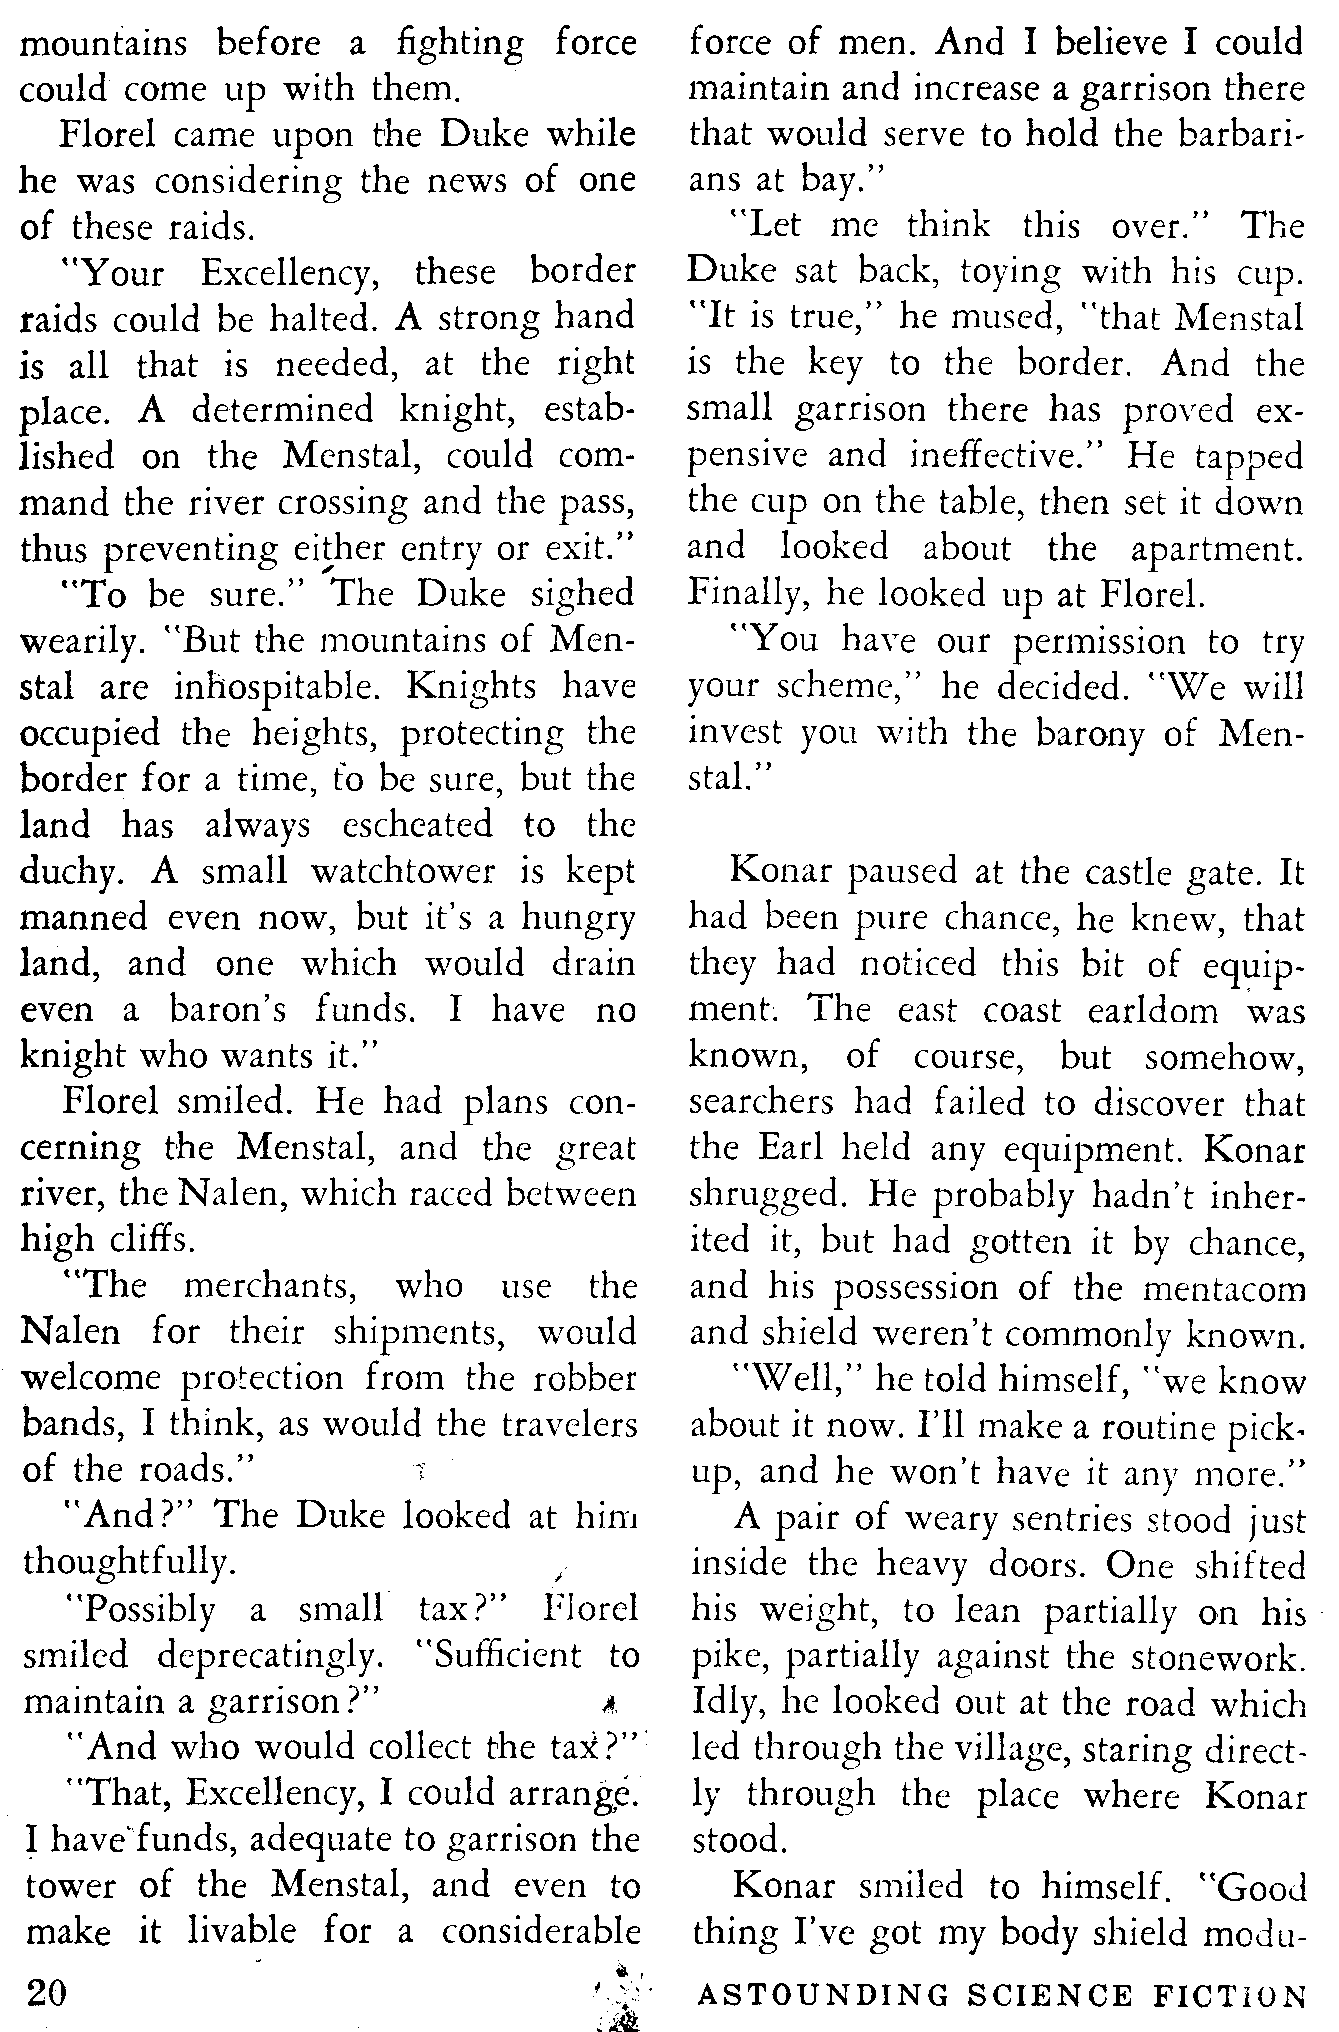 mountains before a fighting force
could come up with them.
Florel came upon the Duke while
he was considering the news of one
of these raids.
"Your Excellency, these border
raids could be halted. A strong hand
is all that is needed, at the right
place. A determined knight, estab-
lished on the Menstal, could com-
mand the river crossing and the pass,
thus preventing either entry or exit."
"To be sure." The Duke sighed
wearily. "But the mountains of Men-
stal are inhospitable. Knights have
occupied the heights, protecting the
border for a time, to be sure, but the
land has always escheated to the
duchy. A small watchtower is kept
manned even now, but it's a hungry
land, and one which would drain
even a baron's funds. I have no
knight who wants it."
Florel smiled. He had plans con-
cerning the Menstal, and the great
river, the Nalen, which raced between
high cliffs.
"The merchants, who use the
Nalen for their shipments, would
welcome protection from the robber
bands, I think, as would the travelers
of the roads."
"And?" The Duke looked at him
thoughtfully.
"Possibly a small tax?" Florel
smiled deprecatingly. "Sufficient to
maintain a garrison?"
"And who would collect the tax?"
"That, Excellency, I could arrange.
I have funds, adequate to garrison the
tower of the Menstal, and even to
make it livable for a considerable
force of men. And I believe I could
maintain and increase a garrison there
that would serve to hold the barbari-
ans at bay."
"Let me think this over." The
Duke sat back, toying with his cup.
"It is true," he mused, "that Menstal
is the key to the border. And the
small garrison there has proved ex-
pensive and ineffective." He tapped
the cup on the table, then set it down
and looked about the apartment.
Finally, he looked up at Florel.
"You have our permission to try
your scheme," he decided. "We will
invest you with the barony of Men-
stal."
Konar paused at the castle gate. It
had been pure chance, he knew, that
they had noticed this bit of equip-
ment. The east coast earldom was
known, of course, but somehow,
searchers had failed to discover that
the Earl held any equipment. Konar
shrugged. He probably hadn't inher-
ited it, but had gotten it by chance,
and his possession of the mentacom
and shield weren't commonly known.
"Well," he told himself, "we know
about it now. I'll make a routine pick-
up, and he won't have it any more."
A pair of weary sentries stood just
inside the heavy doors. One shifted
his weight, to lean partially on his
pike, partially against the stonework.
Idly, he looked out at the road which
led through the village, staring direct-
ly through the place where Konar
stood.
Konar smiled to himself. "Good
thing I've got my body shield modu-
20
ASTOUNDING SCIENCE FICTION